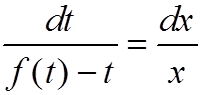 dt/(f(t) − t) = dx/x